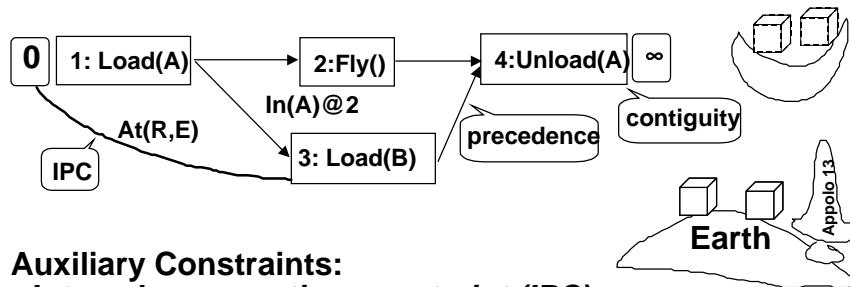 0
1: Load(A)
2:Fly()
4:Unload(A)
∞
In(A)@2
At(R,E)
IPC
3: Load(B)
precedence
contiguity
Appolo 13
Earth
Auxiliary Constraints: